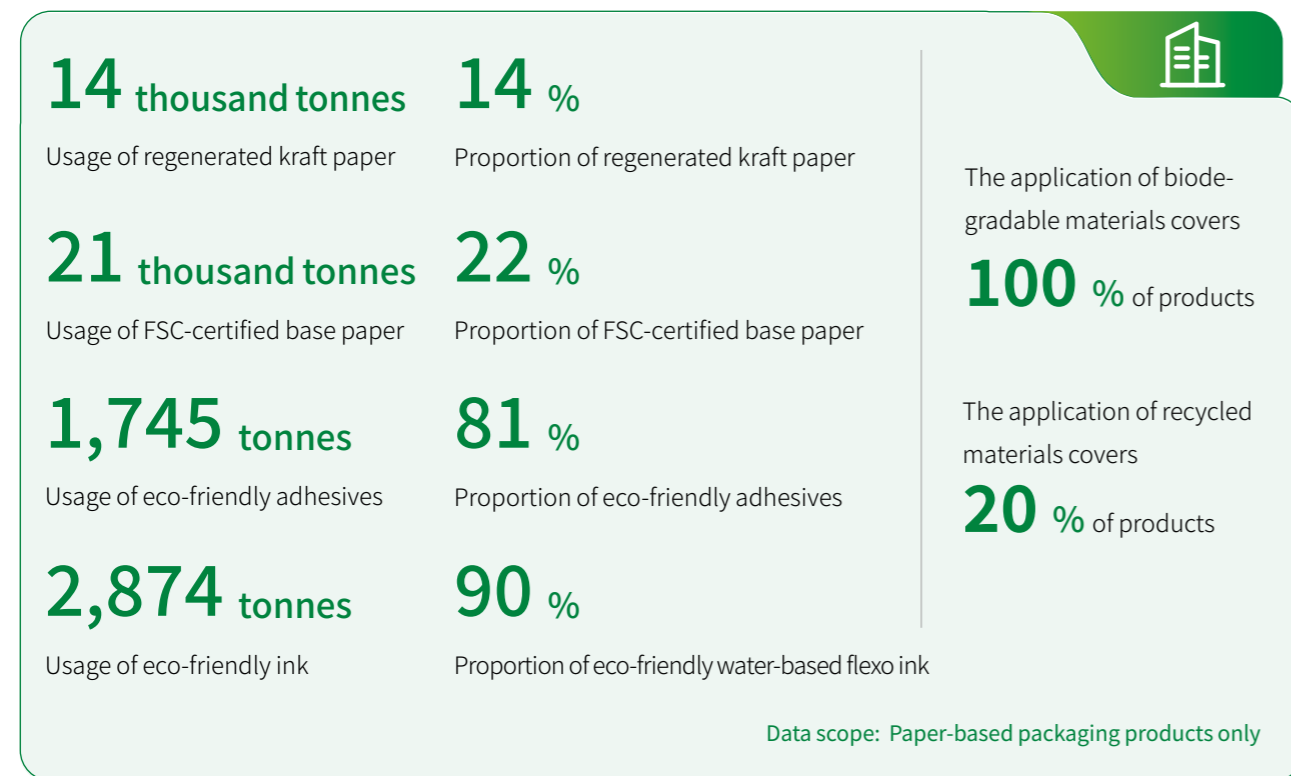 14 thousand tonnes
Usage of regenerated kraft paper
14 %
Proportion of regenerated kraft paper
21 thousand tonnes
Usage of FSC-certified base paper
22 %
Proportion of FSC-certified base paper
1,745 tonnes
Usage of eco-friendly adhesives
81 %
Proportion of eco-friendly adhesives
2,874 tonnes
Usage of eco-friendly ink
90 %
Proportion of eco-friendly water-based flexo ink
The application of biode-
gradable materials covers
100 % of products
The application of recycled
materials covers
20 % of products
Data scope: Paper-based packaging products only